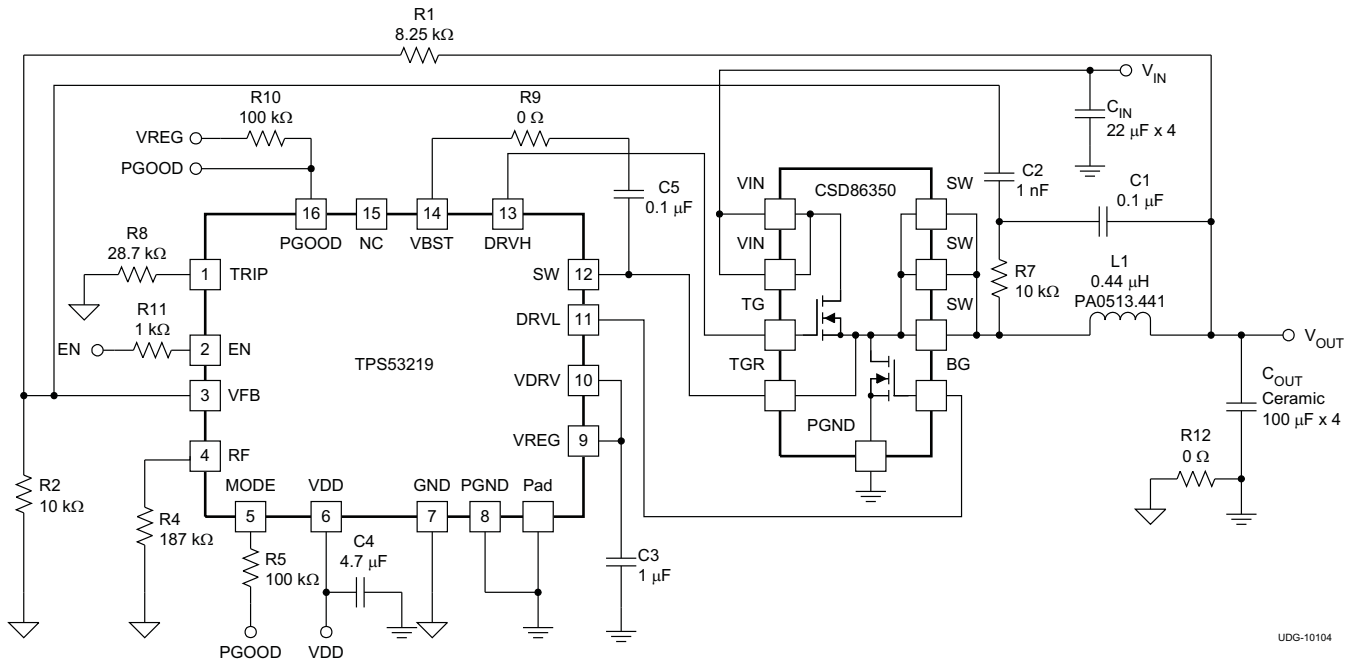 R1
8.25 kΩ
VIN
R10
100 kΩ
R9
0 Ω
CIN
22 µF x 4
VREG
PGOOD
C5
0.1 µF
VIN
CSD86350
SW
C2
1 nF
C1
0.1 µF
16
15
14
13
PGOOD
NC
VBST
DRVH
VIN
SW
R8
28.7 kΩ
1
TRIP
SW
12
TG
SW
R7
10 kΩ
L1
0.44 µH
PA0513.441
R11
1 kΩ
DRVL
11
EN
2
EN
TPS53219
TGR
BG
VOUT
3
VFB
VDRV
10
PGND
COUT
Ceramic
100 µF x 4
4
RF
VREG
9
R12
0 Ω
R2
10 kΩ
MODE
VDD
GND
PGND
Pad
R4
187 kΩ
5
6
7
8
R5
100 kΩ
C4
4.7 µF
C3
1 µF
PGOOD
VDD
UDG-10104